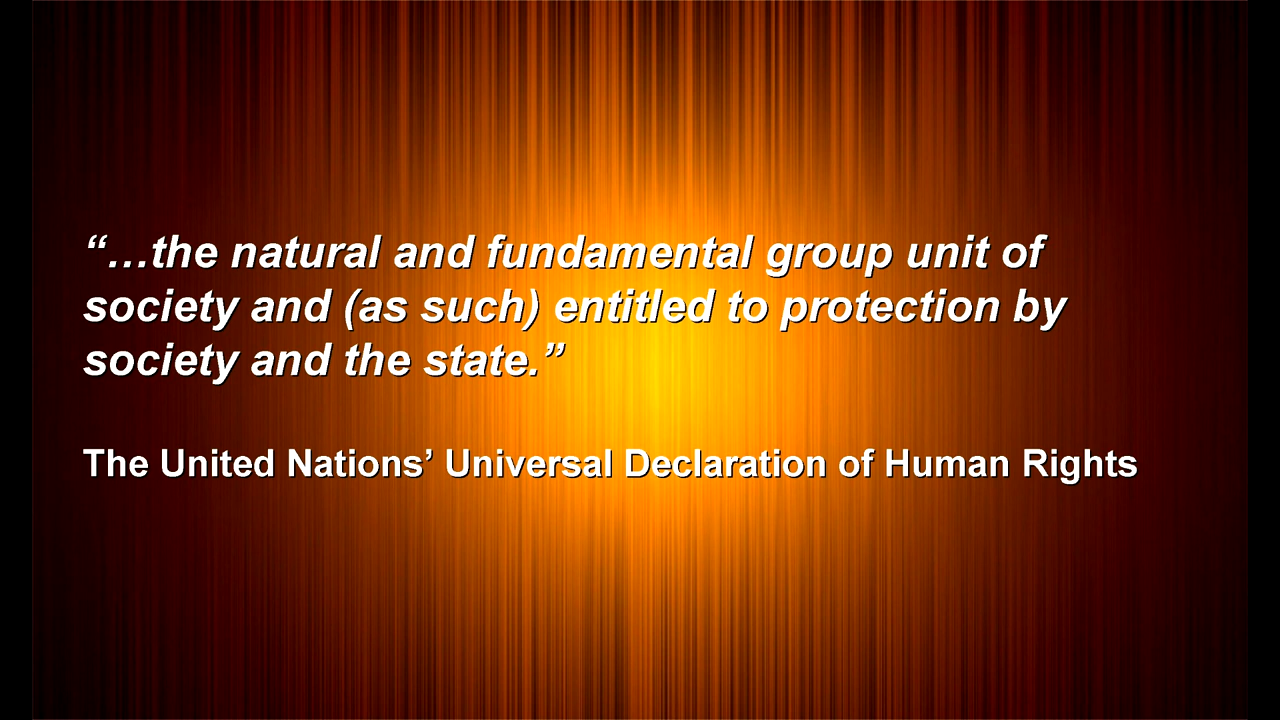 “…the natural and fundamental group unit of
society and (as such) entitled to protection by
society and the state.”
The United Nations’ Universal Declaration of Human Rights